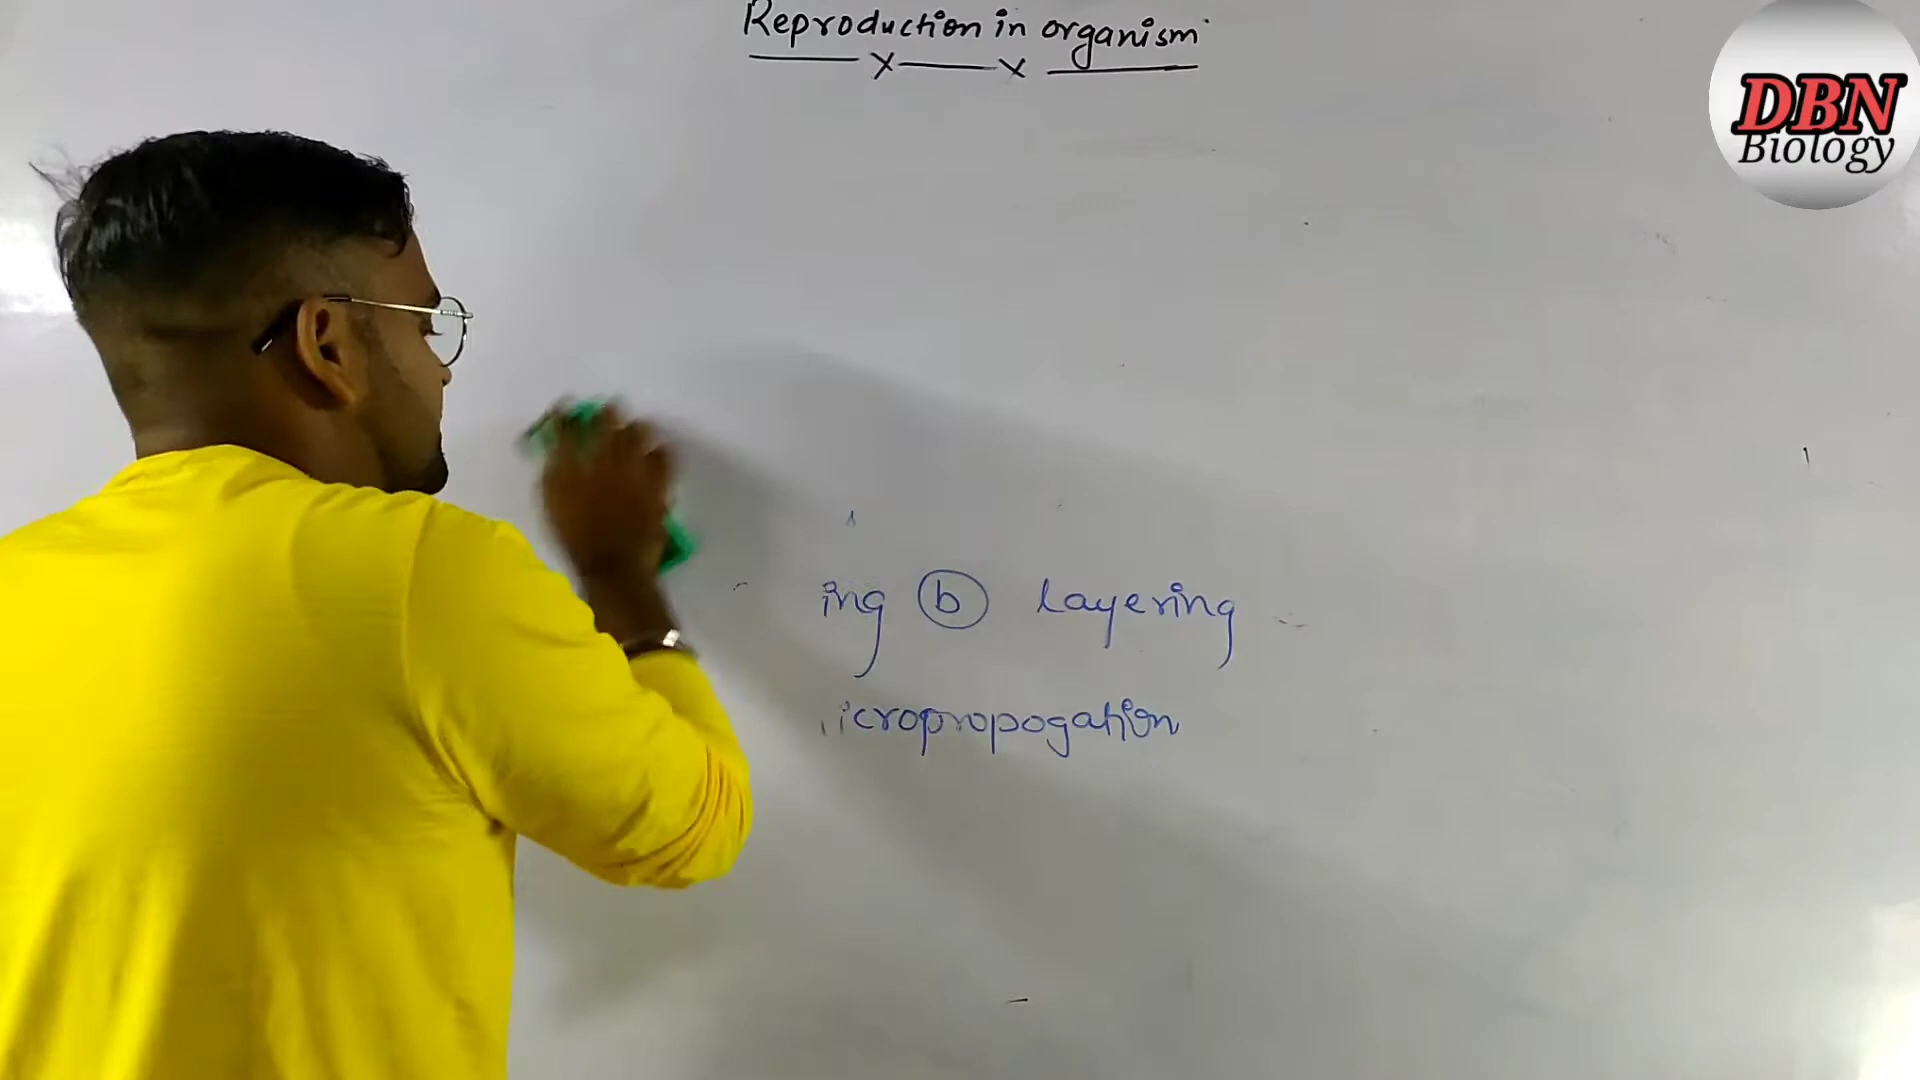 Reproduction in organism
DBN
Biology
ing b layering
icropropogation